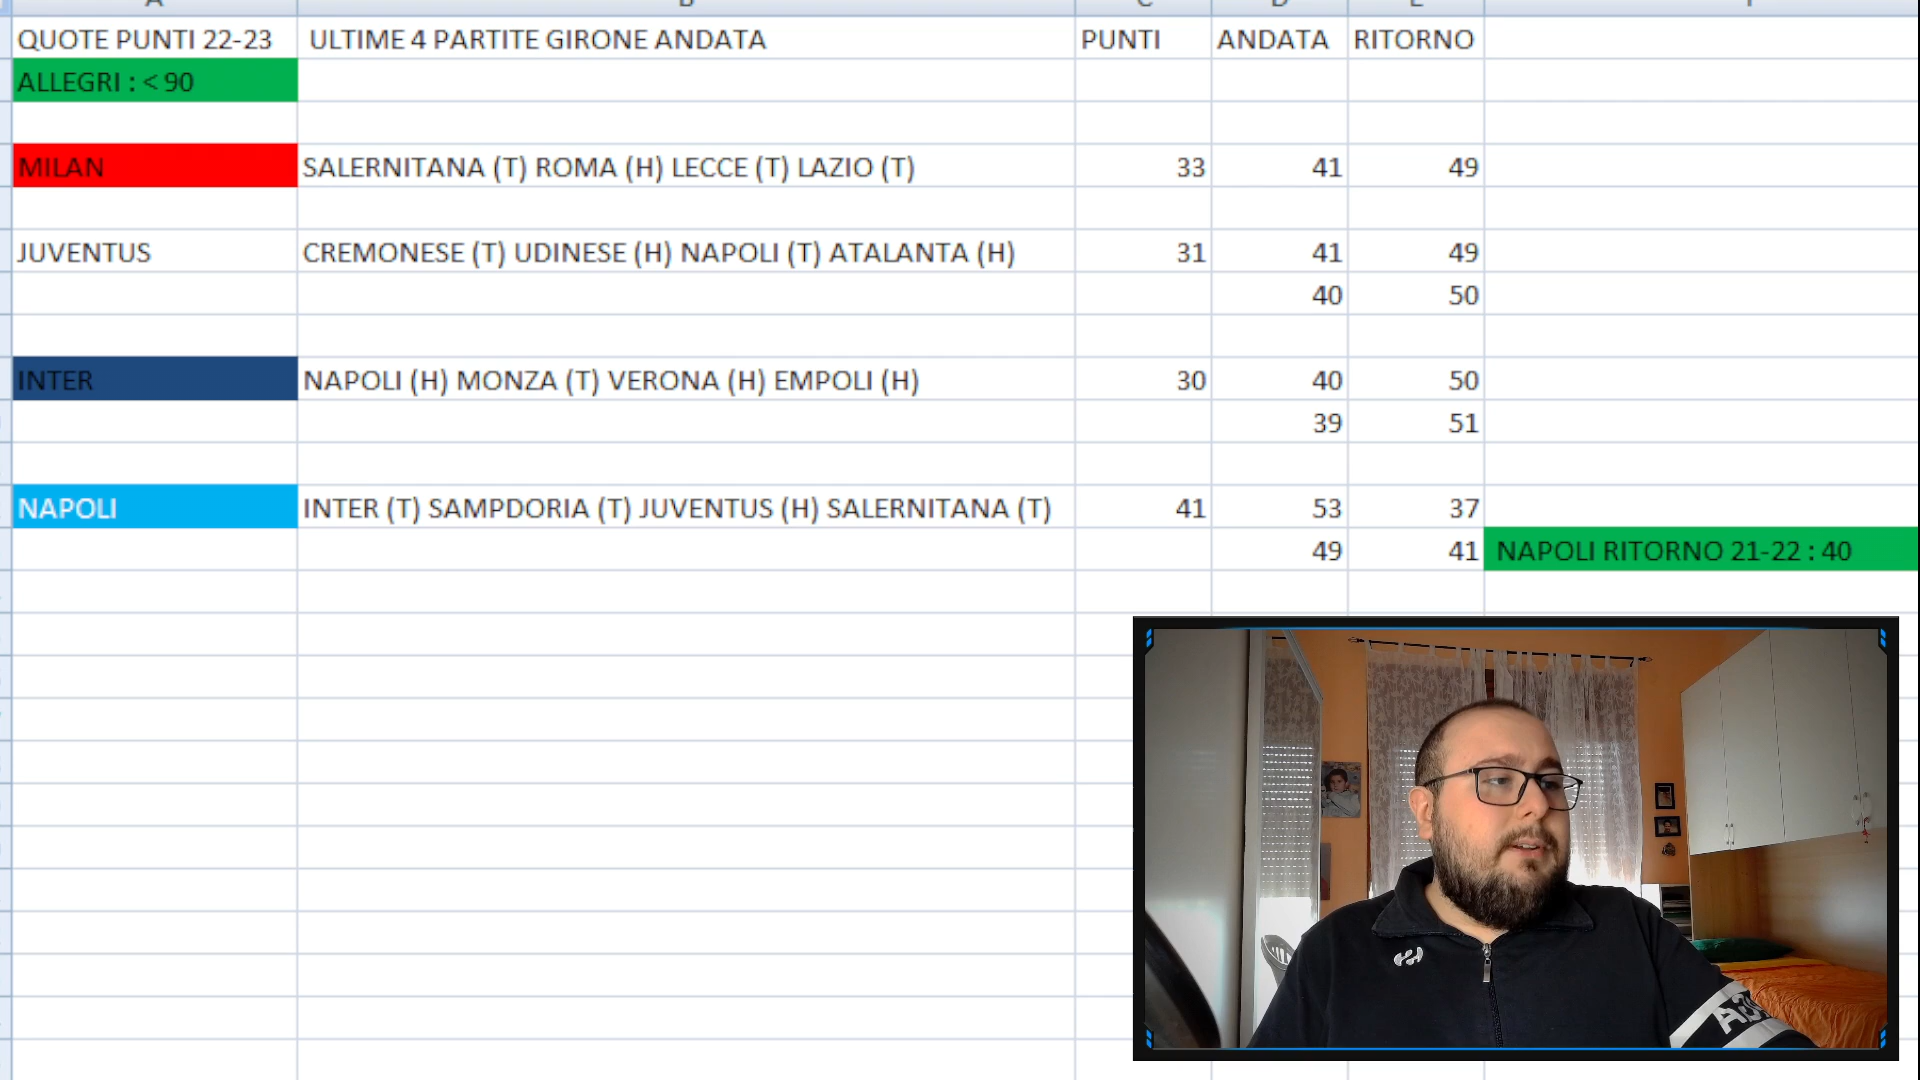 QUOTE PUNTI 22-23 ULTIME 4 PARTITE GIRONE ANDATA PUNTI ANDATA RITORNO
ALLEGRI : < 90
MILAN SALERNITANA (T) ROMA (H) LECCE (T) LAZIO (T) 33 41 49
JUVENTUS CREMONESE (T) UDINESE (H) NAPOLI (T) ATALANTA (H) 31 41 49
40 50
INTER NAPOLI (H) MONZA (T) VERONA (H) EMPOLI (H) 30 40 50
39 51
NAPOLI INTER (T) SAMPDORIA (T) JUVENTUS (H) SALERNITANA (T) 41 53 37
49 41 NAPOLI RITORNO 21-22 : 40